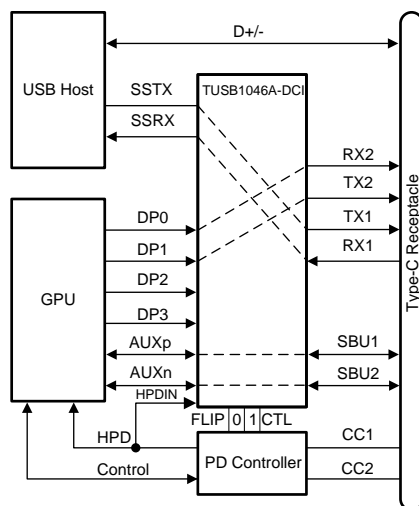 D+/-
USB Host
SSTX
TUSB1046A-DCI
SSRX
RX2
TX2
TX1
RX1
DP0
DP1
DP2
DP3
GPU
AUXp
AUXn
SBU1
SBU2
HPDIN
FLIP 0 1 CTL
HPD
Control
PD Controller
CC1
CC2
Type-C Receptacle